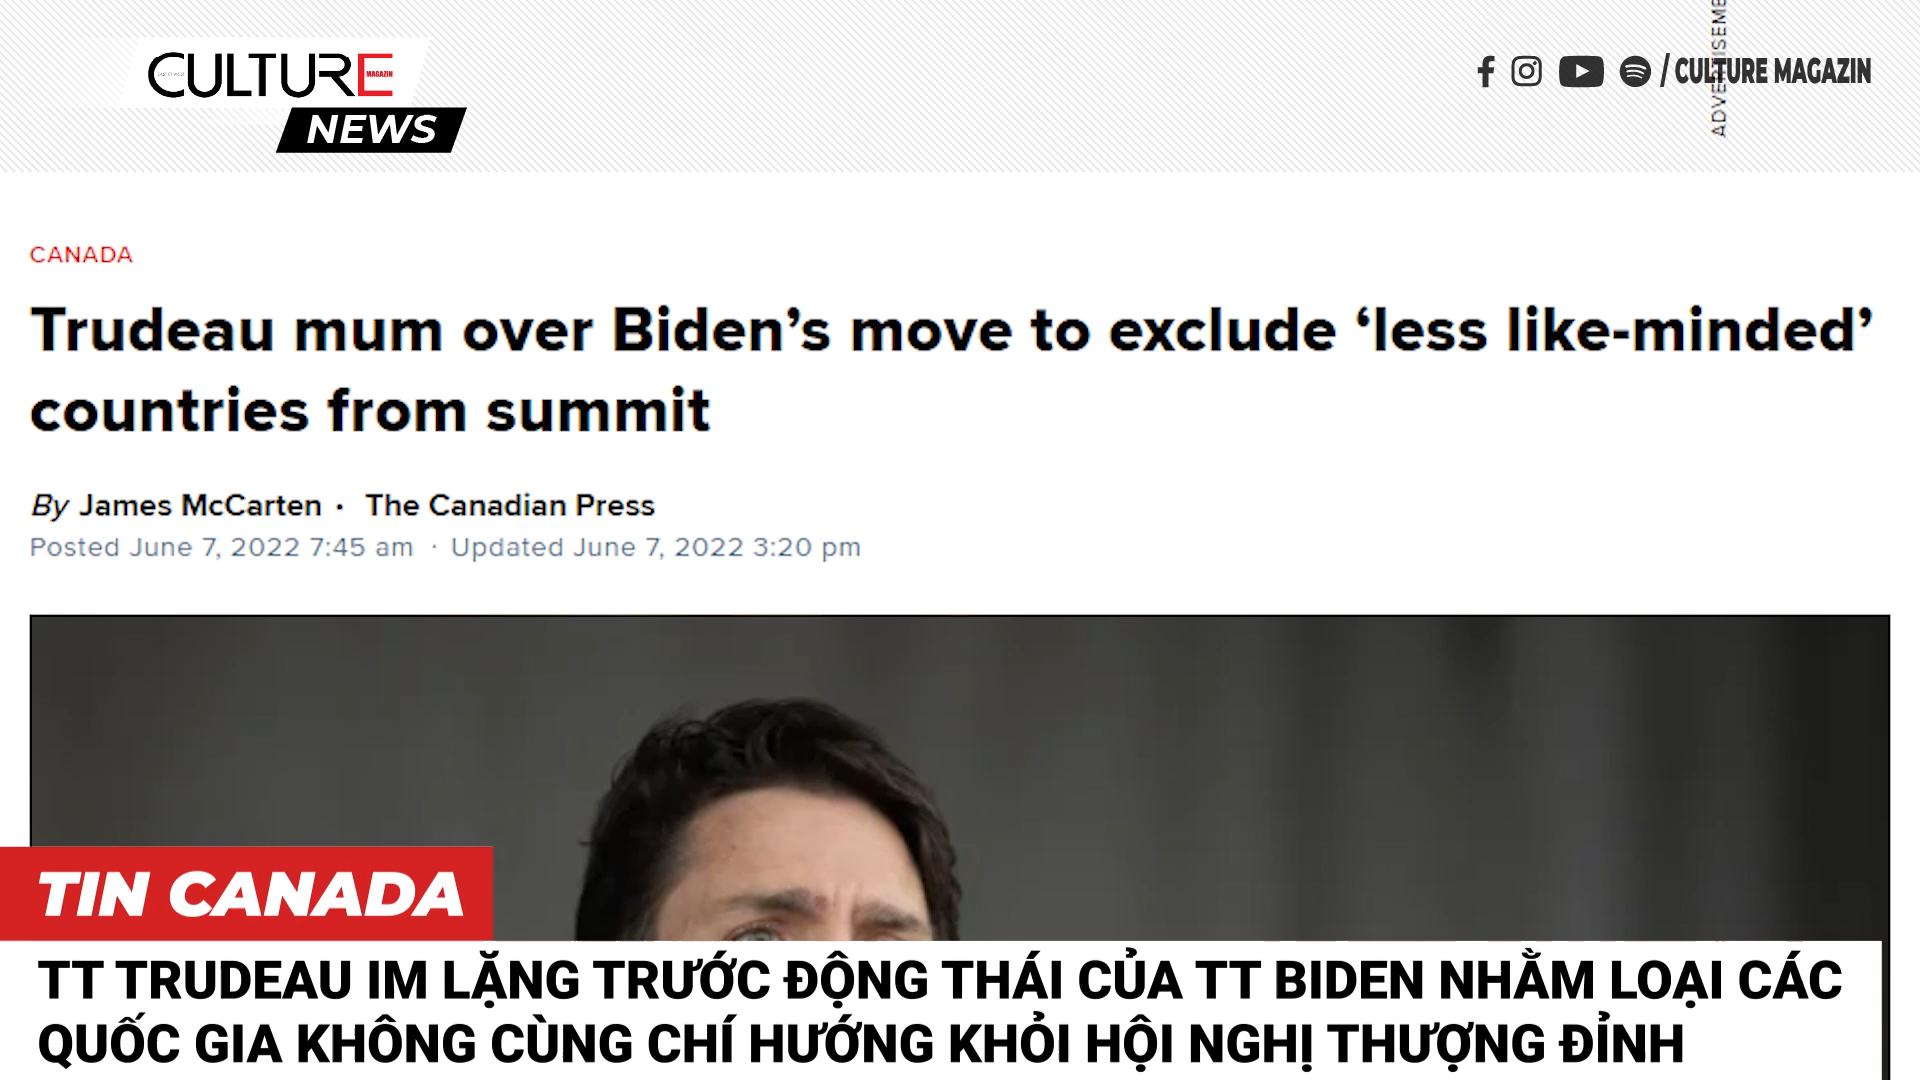 CULTURE
MAGAZIN
NEWS
/ CULTURE MAGAZIN
CANADA
Trudeau mum over Biden’s move to exclude ‘less like-minded’
countries from summit
By James McCarten · The Canadian Press
Posted June 7, 2022 7:45 am · Updated June 7, 2022 3:20 pm
TIN CANADA
TT TRUDEAU IM LẶNG TRƯỚC ĐỘNG THÁI CỦA TT BIDEN NHẰM LOẠI CÁC
QUỐC GIA KHÔNG CÙNG CHÍ HƯỚNG KHỎI HỘI NGHỊ THƯỢNG ĐỈNH